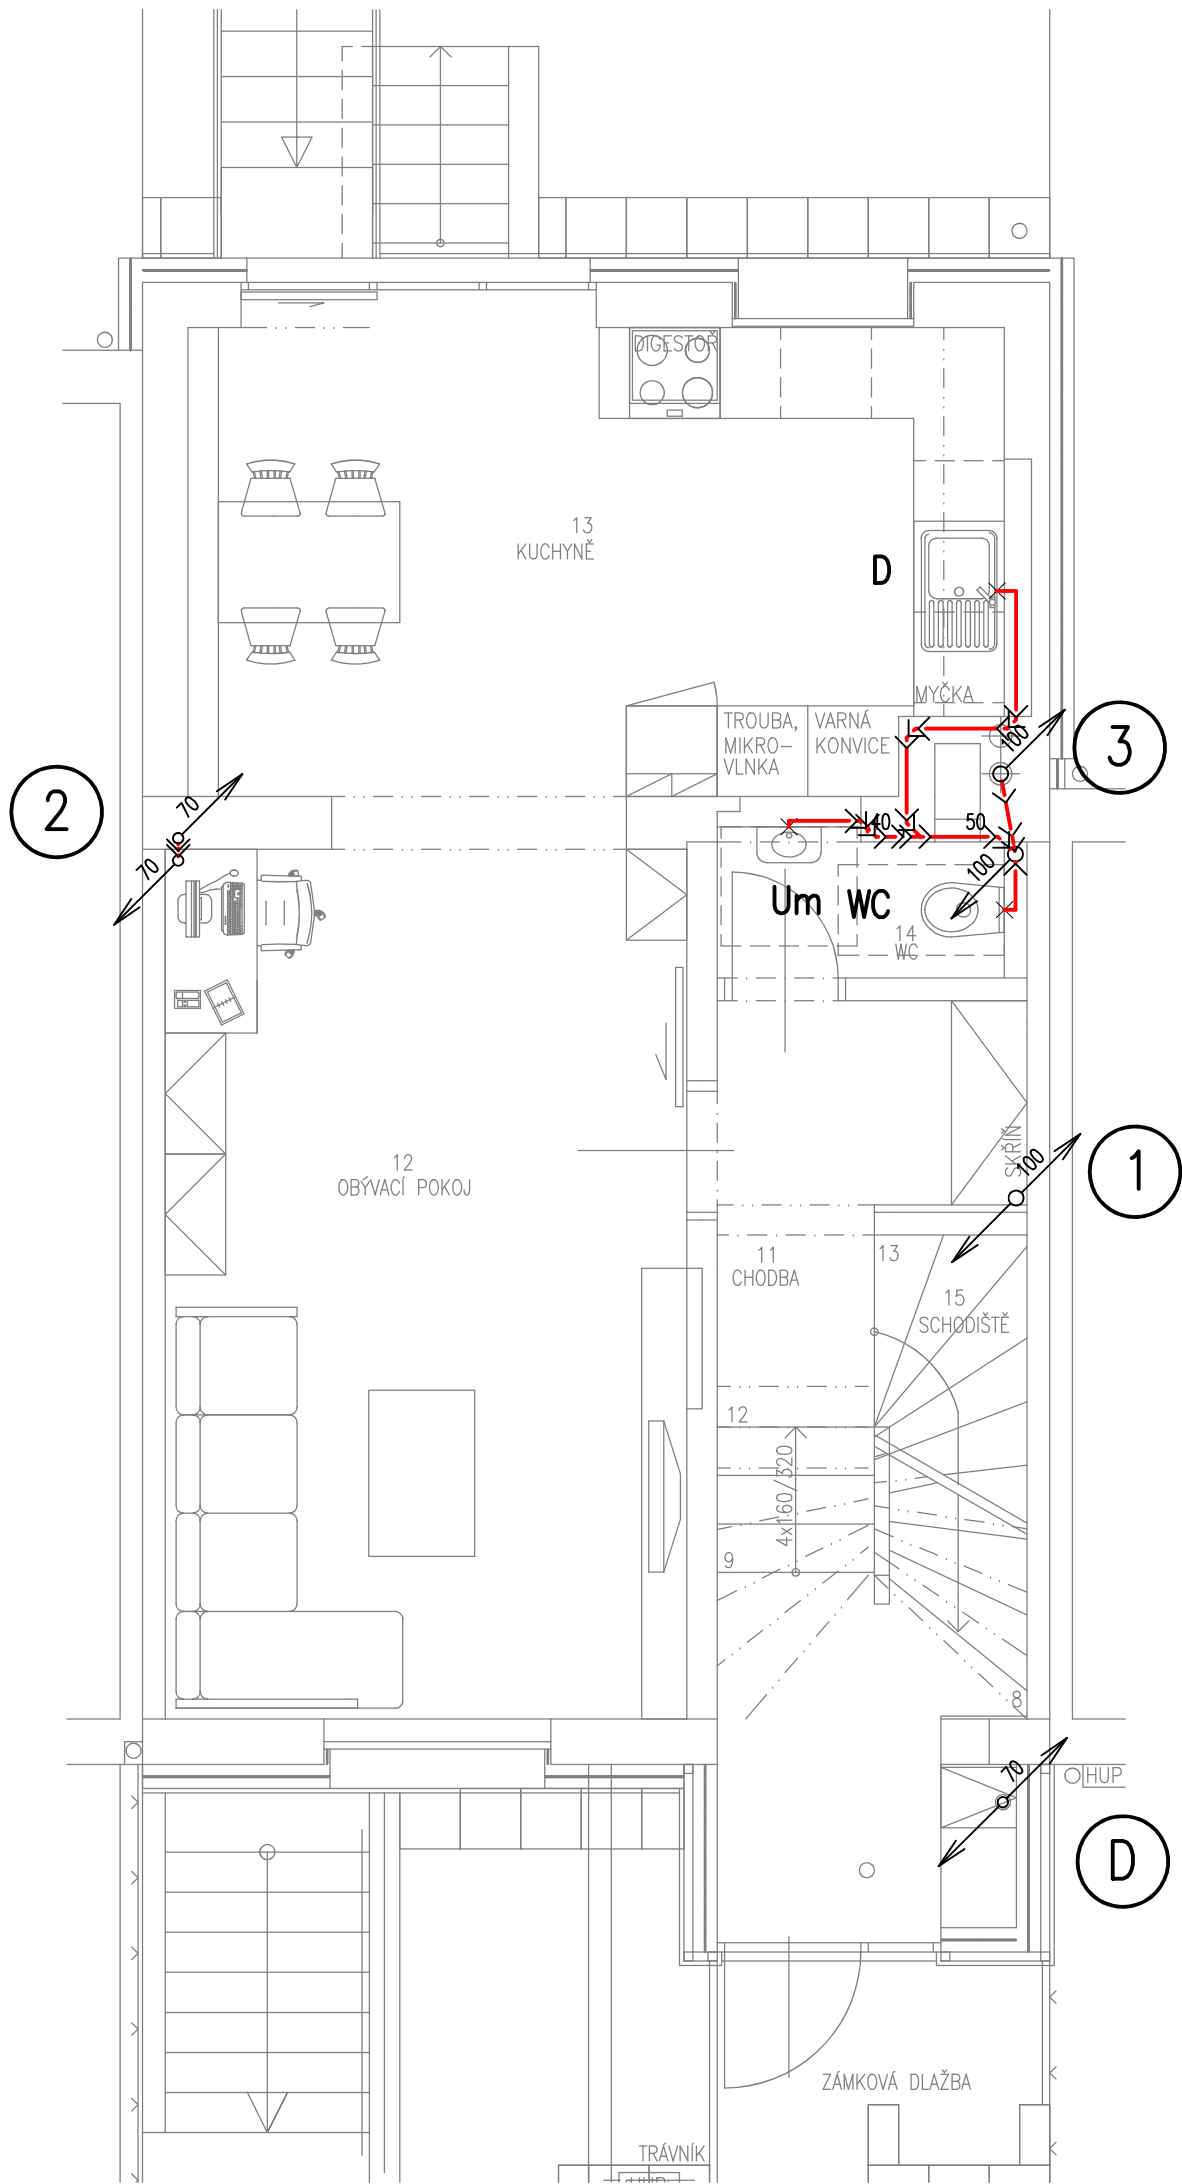 DIGESTOŘ
13
KUCHYNĚ
D
MYČKA
TROUBA,
MIKRO-
VLNKA
VARNÁ
KONVICE
100
3
2
70
70
40
50
100
Um WC
14
WC
12
OBÝVACÍ POKOJ
SKŘÍŇ
100
1
11
CHODBA
13
15
SCHODIŠTĚ
12
4x160/320
9
8
70
HUP
D
ZÁMKOVÁ DLAŽBA
TRÁVNÍK